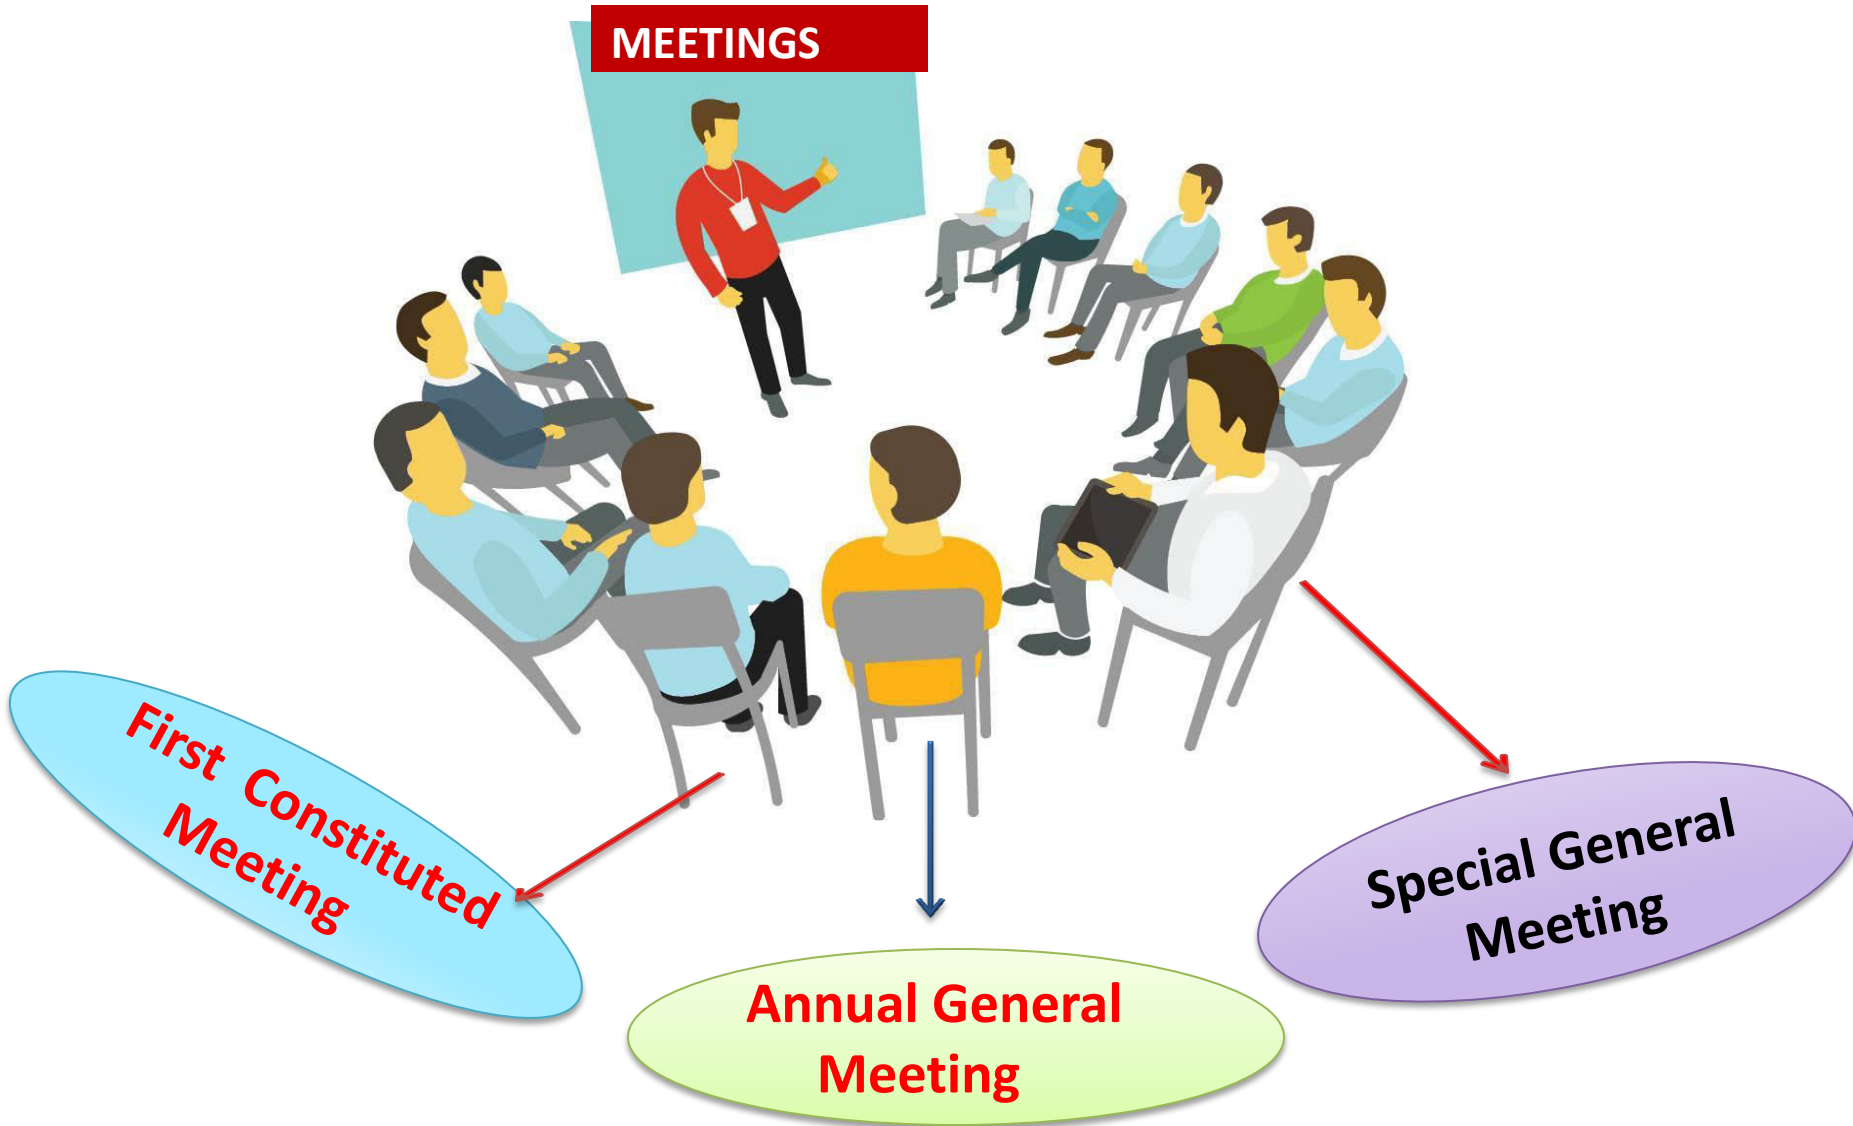 MEETINGS
First Constituted
Meeting
Annual General
Meeting
Special General
Meeting